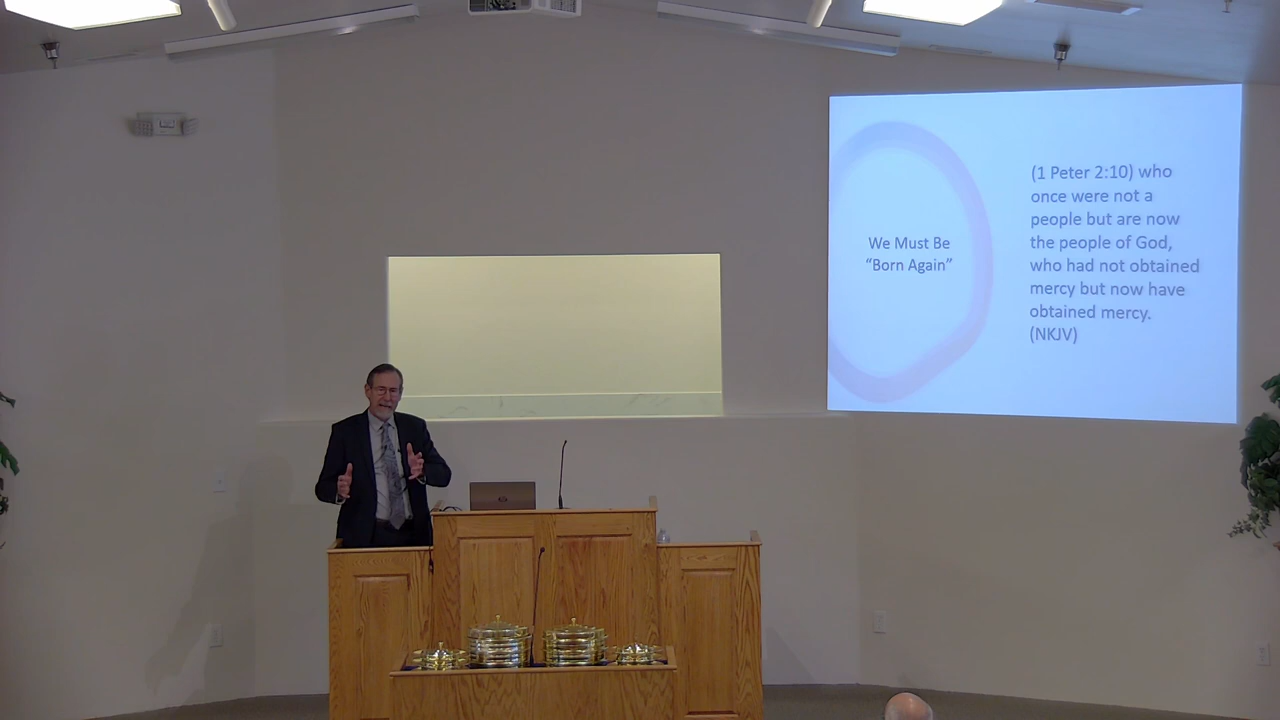 We Must Be
“Born Again”
(1 Peter 2:10) who
once were not a
people but are now
the people of God,
who had not obtained
mercy but now have
obtained mercy.
(NKJV)